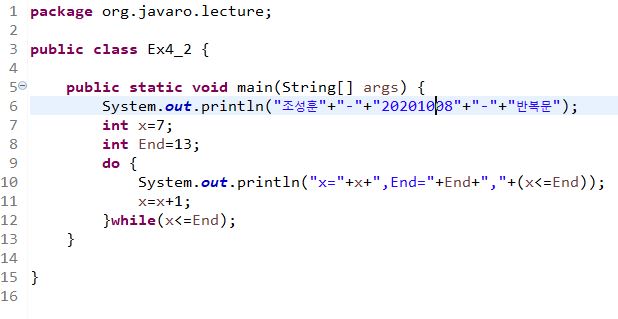 1 package org.javaro.lecture;
2
3 public class Ex4_2 {
4
5 public static void main(String[] args) {
6 System.out.println("조성훈"+"-"+"20201008"+"-"+"반복문");
7 int x=7;
8 int End=13;
9 do {
10 System.out.println("x="+x+",End="+End+","+(x<=End));
11 x=x+1;
12 }while(x<=End);
13 }
14
15 }
16